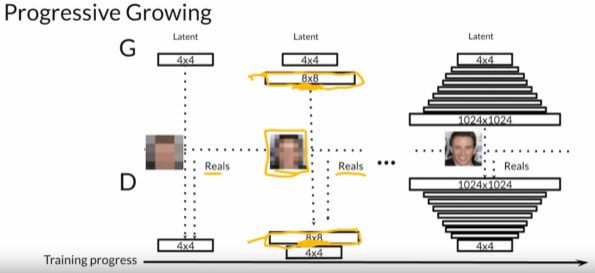 Progressive Growing
G
Latent
4x4
Latent
4x4
8x8
Latent
4x4
1024x1024
Reals
Reals
...
Reals
D
4x4
8x8
4x4
1024x1024
4x4
Training progress